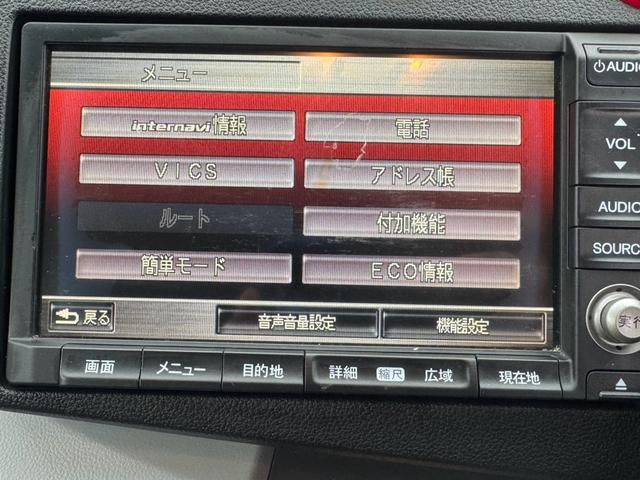 メニュー
internavi情報
電話
VICS
アドレス帳
ルート
付加機能
簡単モード
ECO情報
戻る
音声音量設定
機能設定
画面
メニュー
目的地
詳細
縮尺
広域
現在地
AUDIO
VOL
AUDIO
SOURC
実行